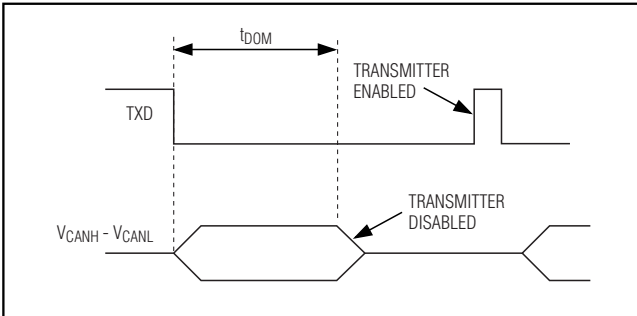 tDOM
TRANSMITTER
ENABLED
TXD
TRANSMITTER
DISABLED
VCANH - VCANL